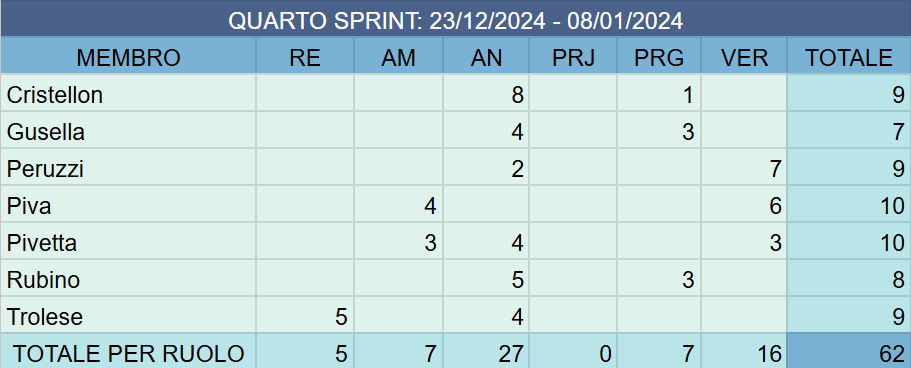 QUARTO SPRINT: 23/12/2024 - 08/01/2024
MEMBRO RE AM AN PRJ PRG VER TOTALE
Cristellon 8 1 9
Gusella 4 3 7
Peruzzi 2 7 9
Piva 4 6 10
Pivetta 3 4 3 10
Rubino 5 3 8
Trolese 5 4 9
TOTALE PER RUOLO 5 7 27 0 7 16 62